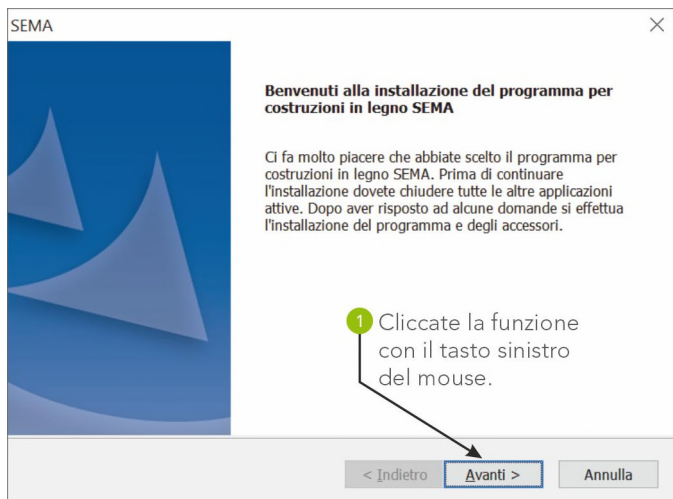 SEMA
Benvenuti alla installazione del programma per
costruzioni in legno SEMA
Ci fa molto piacere che abbiate scelto il programma per
costruzioni in legno SEMA. Prima di continuare
l'installazione dovete chiudere tutte le altre applicazioni
attive. Dopo aver risposto ad alcune domande si effettua
l'installazione del programma e degli accessori.
1 Cliccate la funzione
con il tasto sinistro
del mouse.
< Indietro Avanti > Annulla